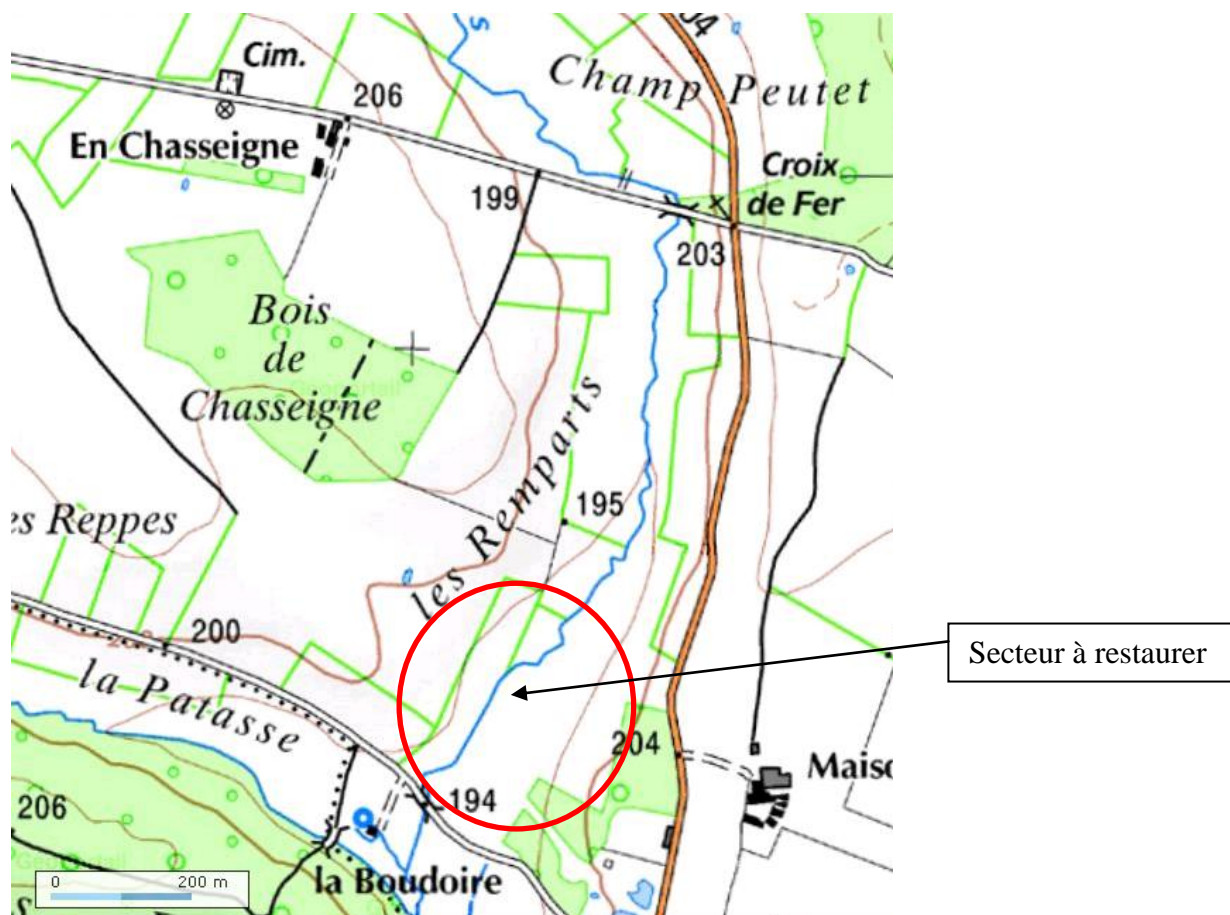 Cim.
206
En Chasseigne
Champ Peutet
Croix
de Fer
199
203
Bois
de
Chasseigne
les Remparts
195
es Reppes
200
la Patasse
Secteur à restaurer
204
Maiso
194
206
la Boudoire
0 200 m
s